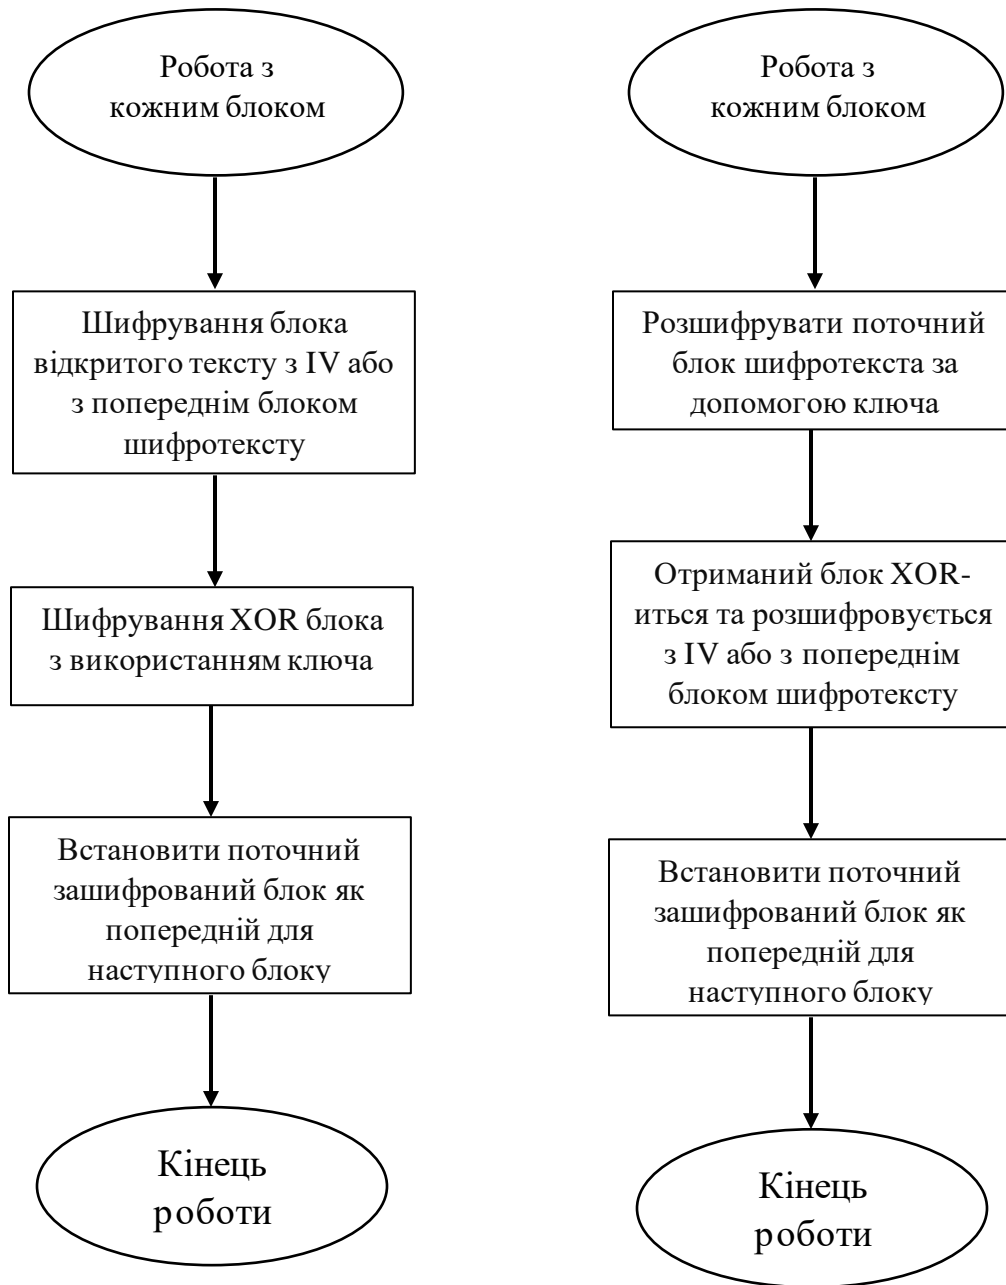 Робота з
кожним блоком
Шифрування блока
відкритого тексту з IV або
з попереднім блоком
шифротексту
Шифрування XOR блока
з використанням ключа
Встановити поточний
зашифрований блок як
попередній для
наступного блоку
Кінець
роботи
Робота з
кожним блоком
Розшифрувати поточний
блок шифротекста за
допомогою ключа
Отриманий блок XOR-
иться та розшифровується
з IV або з попереднім
блоком шифротексту
Встановити поточний
зашифрований блок як
попередній для
наступного блоку
Кінець
роботи